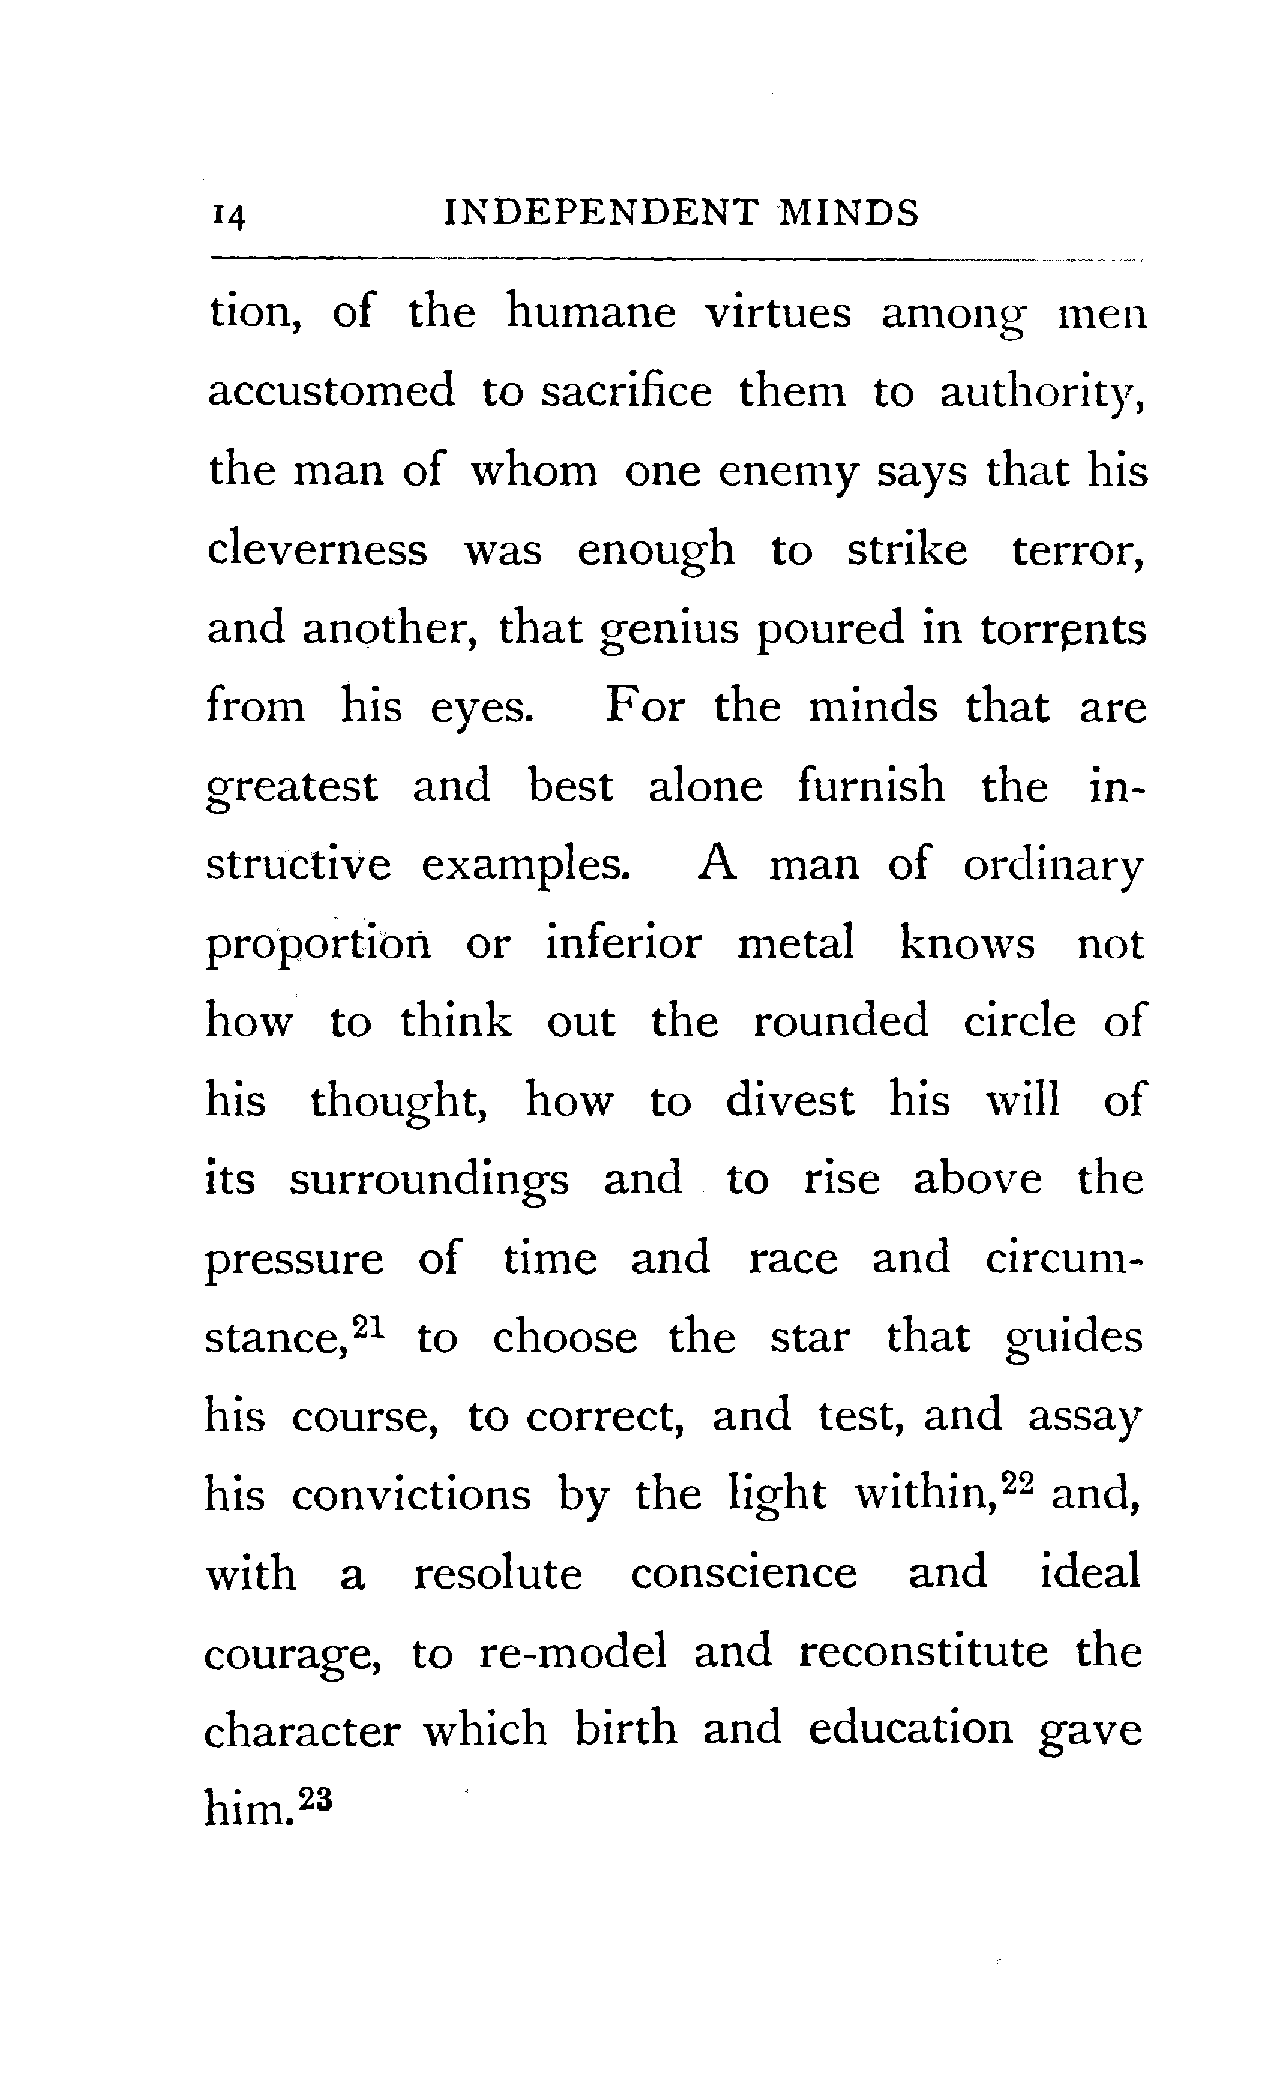 14 INDEPENDENT MINDS
tion, of the humane virtues among men
accustomed to sacrifice them to authority,
the man of whom one enemy says that his
cleverness was enough to strike terror,
and another, that genius poured in torrents
from his eyes. For the minds that are
greatest and best alone furnish the in-
structive examples. A man of ordinary
proportion or inferior metal knows not
how to think out the rounded circle of
his thought, how to divest his will of
its surroundings and to rise above the
pressure of time and race and circum-
stance,²¹ to choose the star that guides
his course, to correct, and test, and assay
his convictions by the light within,²² and,
with a resolute conscience and ideal
courage, to re-model and reconstitute the
character which birth and education gave
him.²³